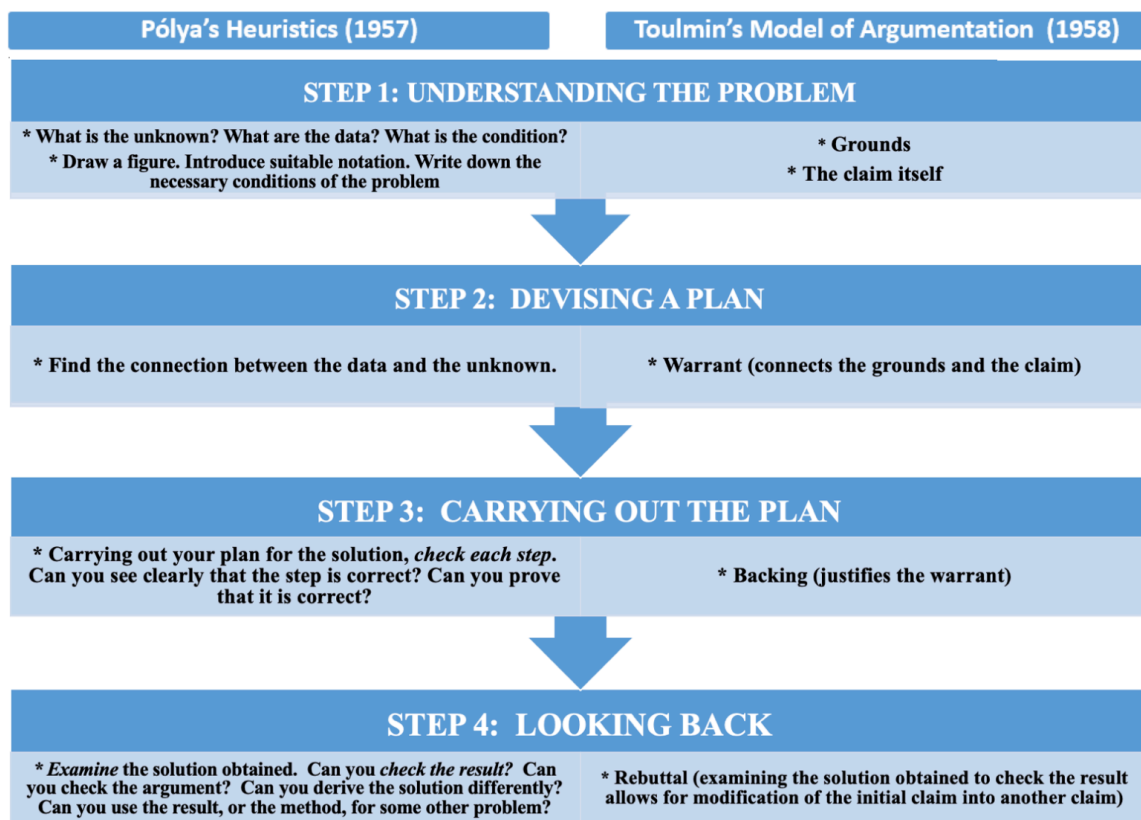 Pólya's Heuristics (1957)
Toulmin's Model of Argumentation (1958)
STEP 1: UNDERSTANDING THE PROBLEM
* What is the unknown? What are the data? What is the condition?
* Draw a figure. Introduce suitable notation. Write down the
necessary conditions of the problem
* Grounds
* The claim itself
STEP 2: DEVISING A PLAN
* Find the connection between the data and the unknown.
* Warrant (connects the grounds and the claim)
STEP 3: CARRYING OUT THE PLAN
* Carrying out your plan for the solution, check each step.
Can you see clearly that the step is correct? Can you prove
that it is correct?
* Backing (justifies the warrant)
STEP 4: LOOKING BACK
* Examine the solution obtained. Can you check the result? Can
you check the argument? Can you derive the solution differently?
Can you use the result, or the method, for some other problem?
* Rebuttal (examining the solution obtained to check the result
allows for modification of the initial claim into another claim)